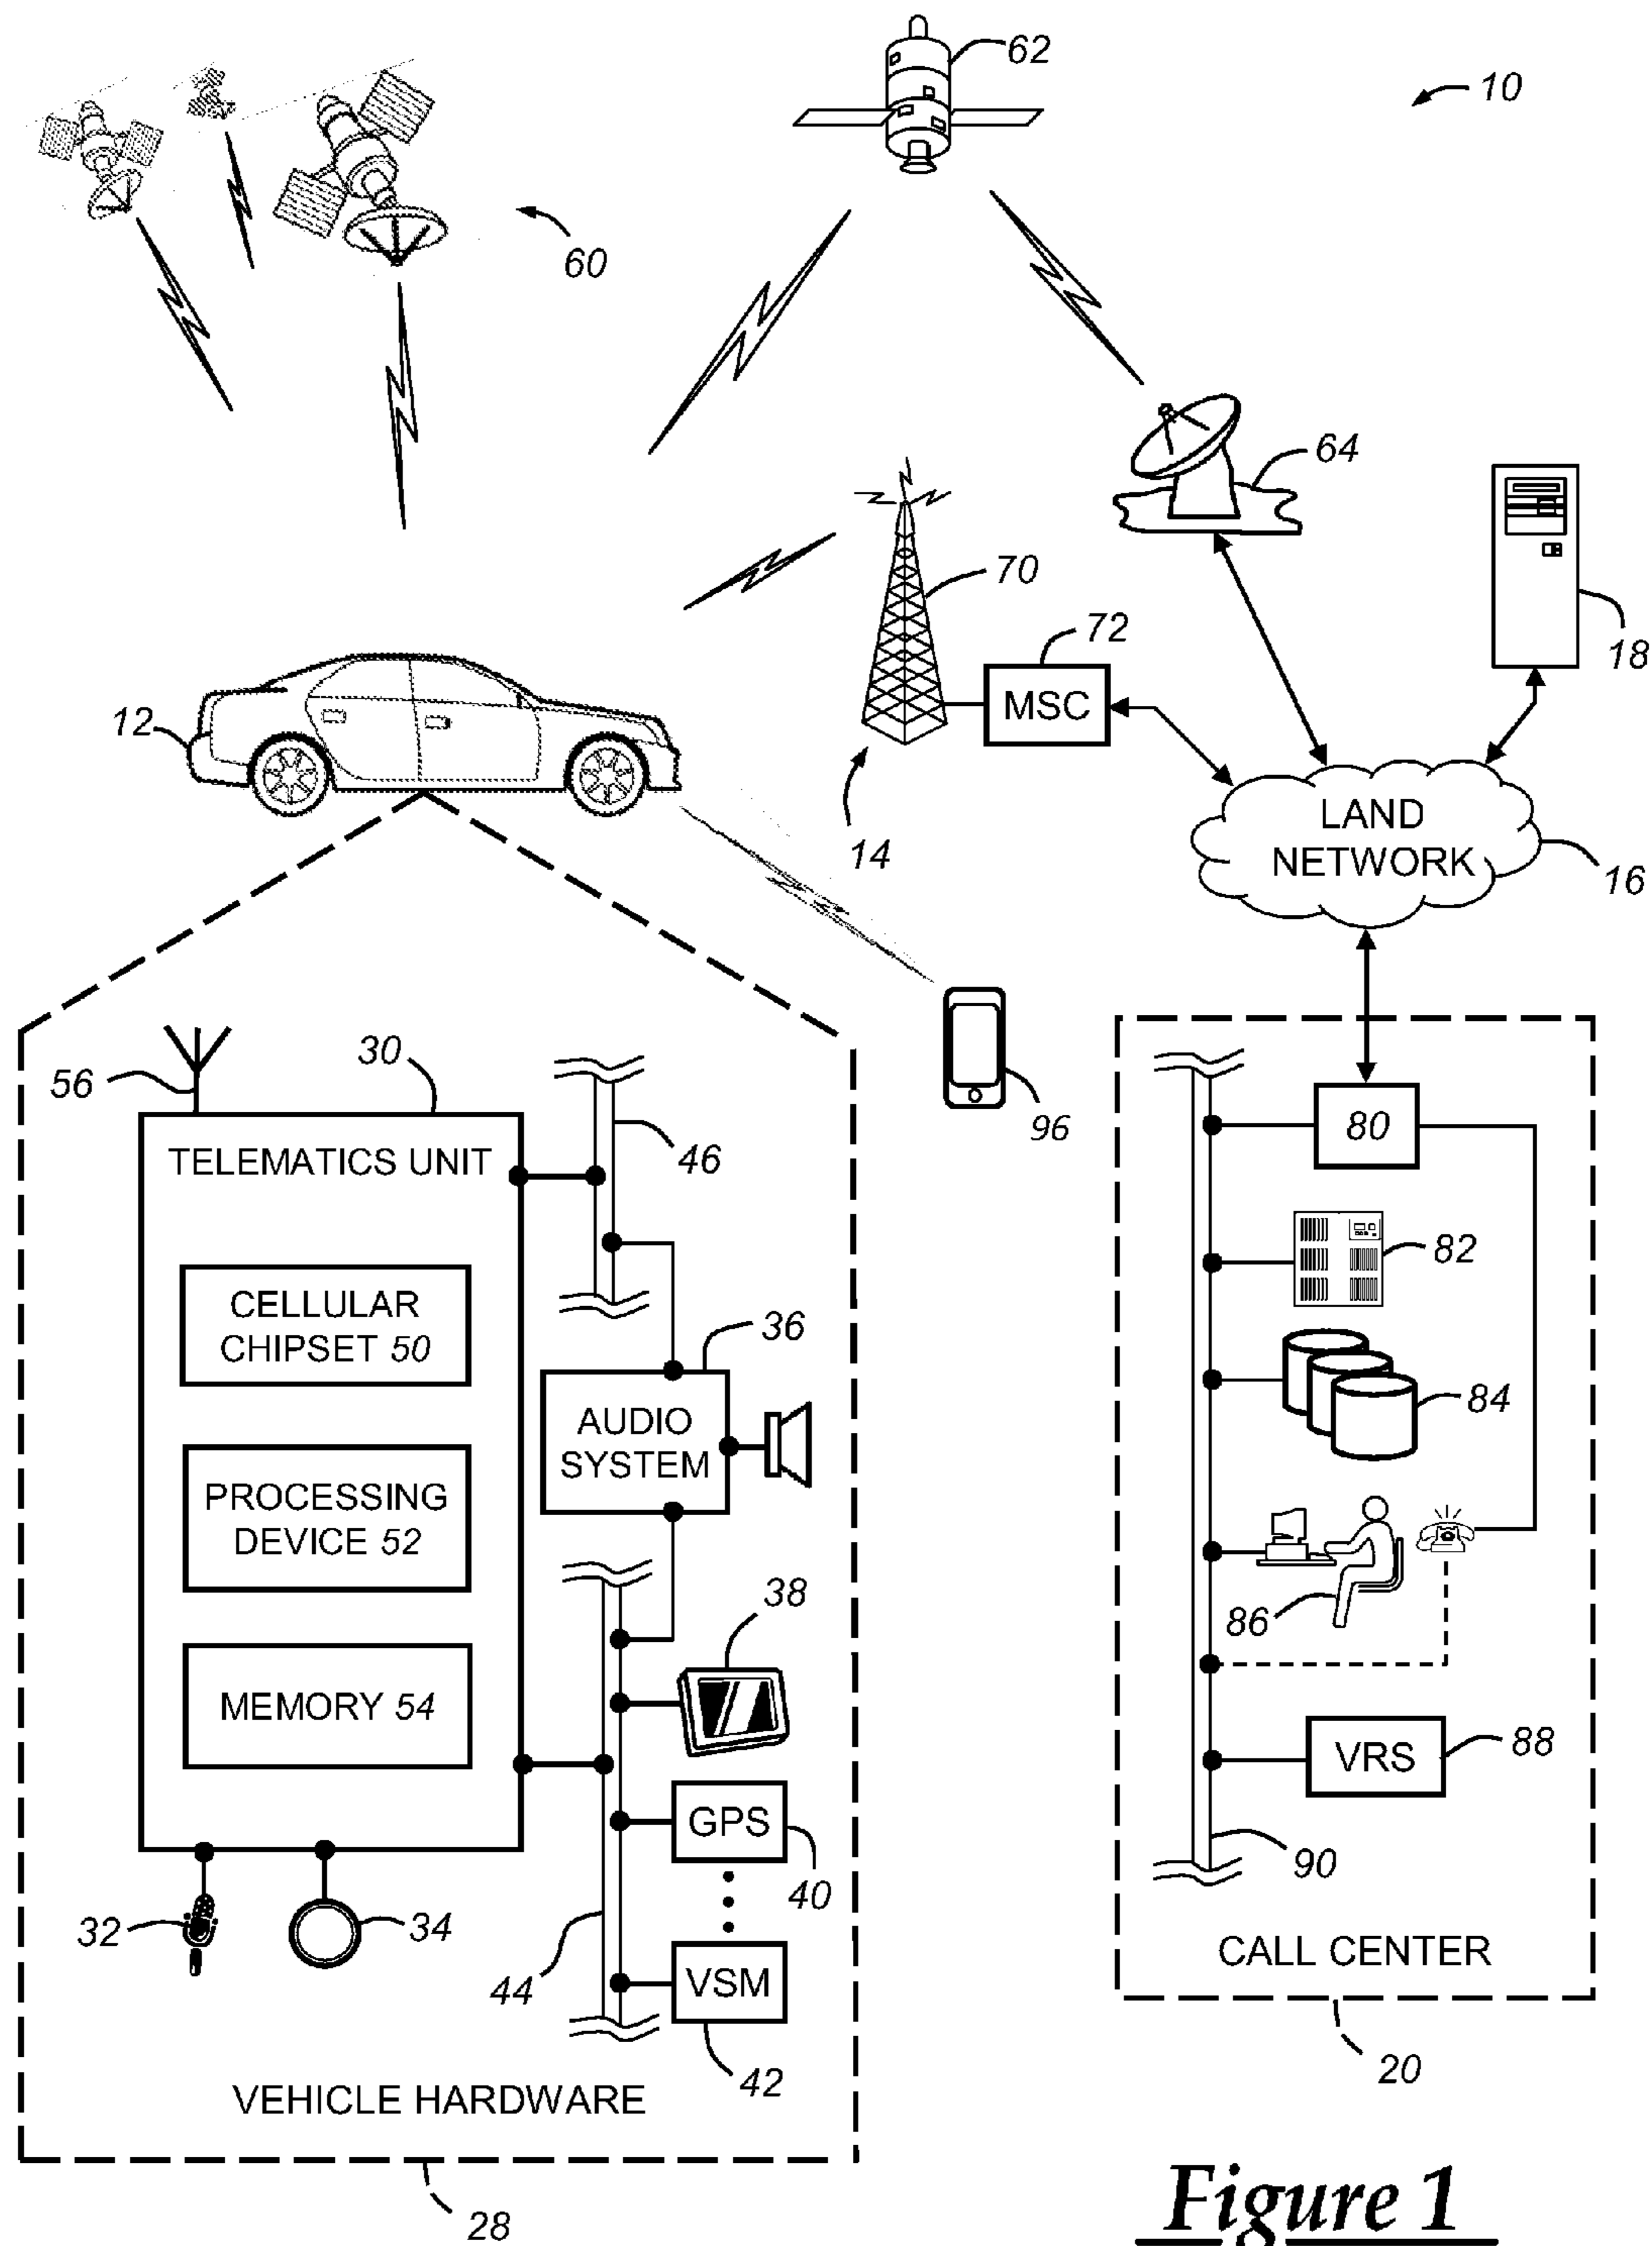 62
10
60
64
70
72
18
MSC
12
14
LAND
NETWORK
16
30
56
96
46
80
TELEMATICS UNIT
82
CELLULAR
CHIPSET 50
36
AUDIO
SYSTEM
84
PROCESSING
DEVICE 52
38
86
MEMORY 54
88
VRS
GPS
90
40
32
34
CALL CENTER
44
VSM
42
20
VEHICLE HARDWARE
28
Figure 1